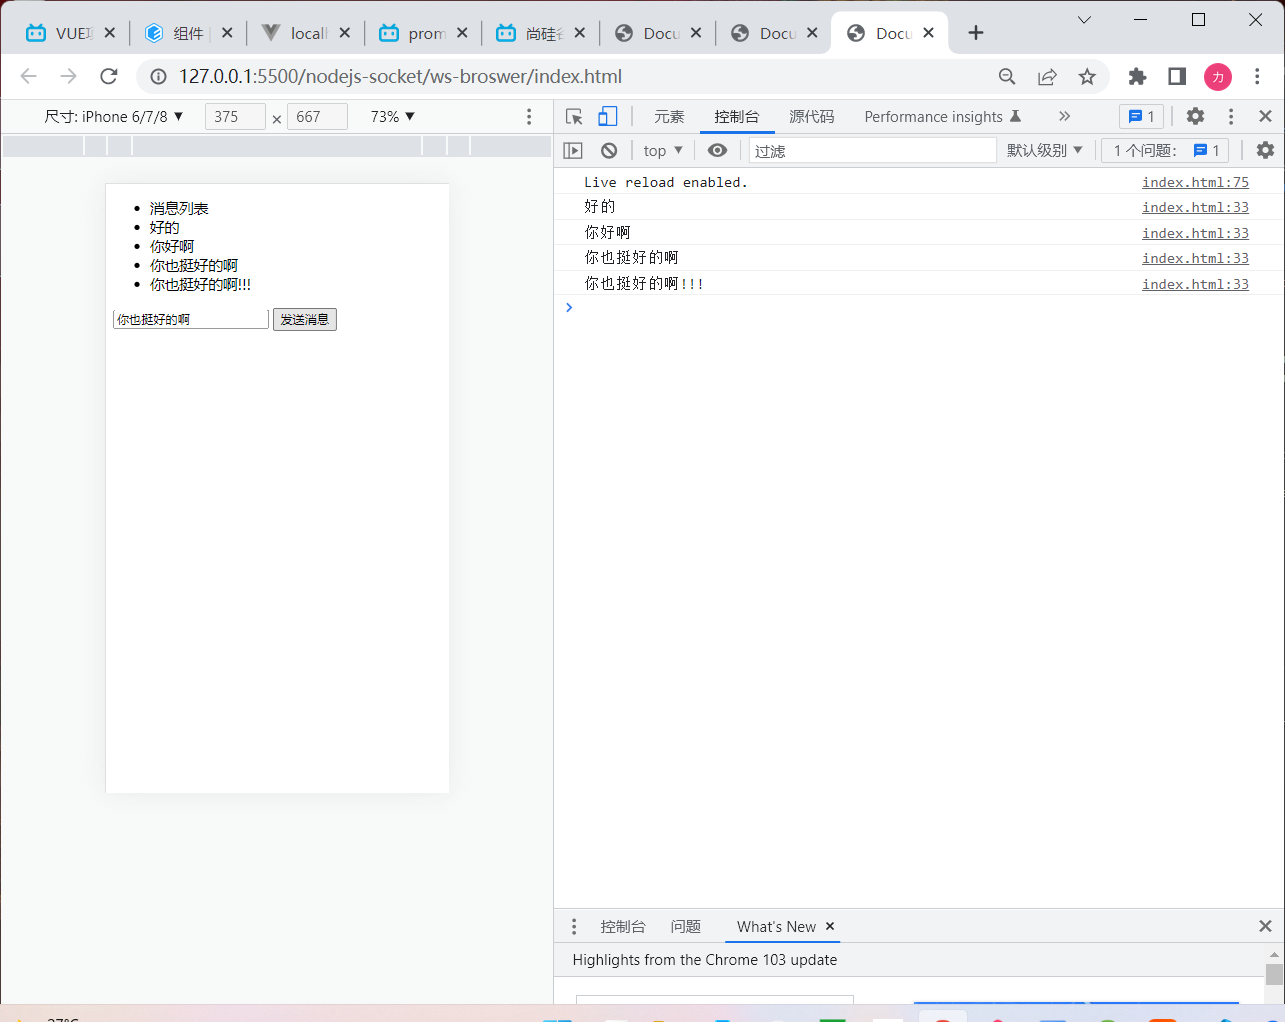 VUE项
组件
locall
prom
尚硅谷
Docu
Docu
Docu
127.0.0.1:5500/nodejs-socket/ws-broswer/index.html
力
尺寸: iPhone 6/7/8 ▼ 375 × 667 73% ▼
元素 控制台 源代码 Performance insights » 1
top ▼ 过滤 默认级别 ▼ 1 个问题: 1
消息列表
好的
你好啊
你也挺好的啊
你也挺好的啊!!!
你也挺好的啊 发送消息
Live reload enabled. index.html:75
好的 index.html:33
你好啊 index.html:33
你也挺好的啊 index.html:33
你也挺好的啊!!! index.html:33
控制台 问题 What's New
Highlights from the Chrome 103 update